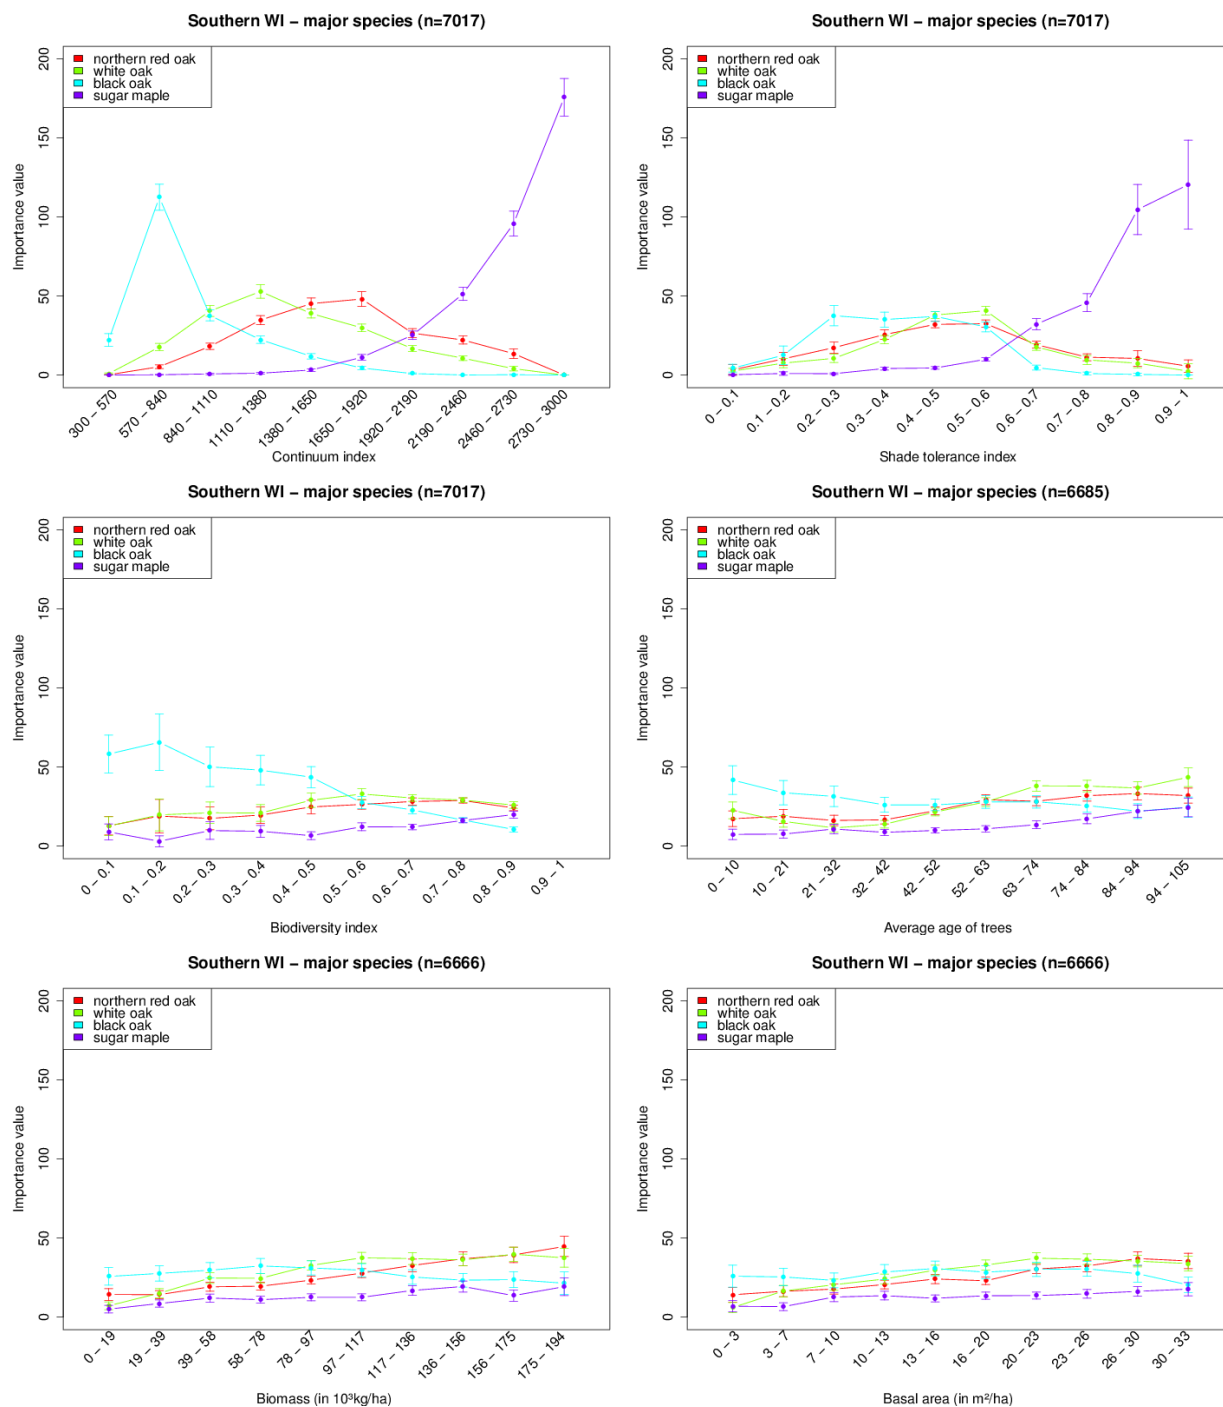 Southern WI – major species (n=7017)
northern red oak
white oak
black oak
sugar maple
Importance value
0
50
100
150
200
300 – 570
570 – 840
840 – 1110
1110 – 1380
1380 – 1650
1650 – 1920
1920 – 2190
2190 – 2460
2460 – 2730
2730 – 3000
Continuum index
Southern WI – major species (n=7017)
northern red oak
white oak
black oak
sugar maple
Importance value
0
50
100
150
200
0 – 0.1
0.1 – 0.2
0.2 – 0.3
0.3 – 0.4
0.4 – 0.5
0.5 – 0.6
0.6 – 0.7
0.7 – 0.8
0.8 – 0.9
0.9 – 1
Shade tolerance index
Southern WI – major species (n=7017)
northern red oak
white oak
black oak
sugar maple
Importance value
0
50
100
150
200
0 – 0.1
0.1 – 0.2
0.2 – 0.3
0.3 – 0.4
0.4 – 0.5
0.5 – 0.6
0.6 – 0.7
0.7 – 0.8
0.8 – 0.9
0.9 – 1
Biodiversity index
Southern WI – major species (n=6685)
northern red oak
white oak
black oak
sugar maple
Importance value
0
50
100
150
200
0 – 10
10 – 21
21 – 32
32 – 42
42 – 52
52 – 63
63 – 74
74 – 84
84 – 94
94 – 105
Average age of trees
Southern WI – major species (n=6666)
northern red oak
white oak
black oak
sugar maple
Importance value
0
50
100
150
200
0 – 19
19 – 39
39 – 58
58 – 78
78 – 97
97 – 117
117 – 136
136 – 156
156 – 175
175 – 194
Biomass (in 10³kg/ha)
Southern WI – major species (n=6666)
northern red oak
white oak
black oak
sugar maple
Importance value
0
50
100
150
200
0 – 3
3 – 7
7 – 10
10 – 13
13 – 16
16 – 20
20 – 23
23 – 26
26 – 30
30 – 33
Basal area (in m²/ha)